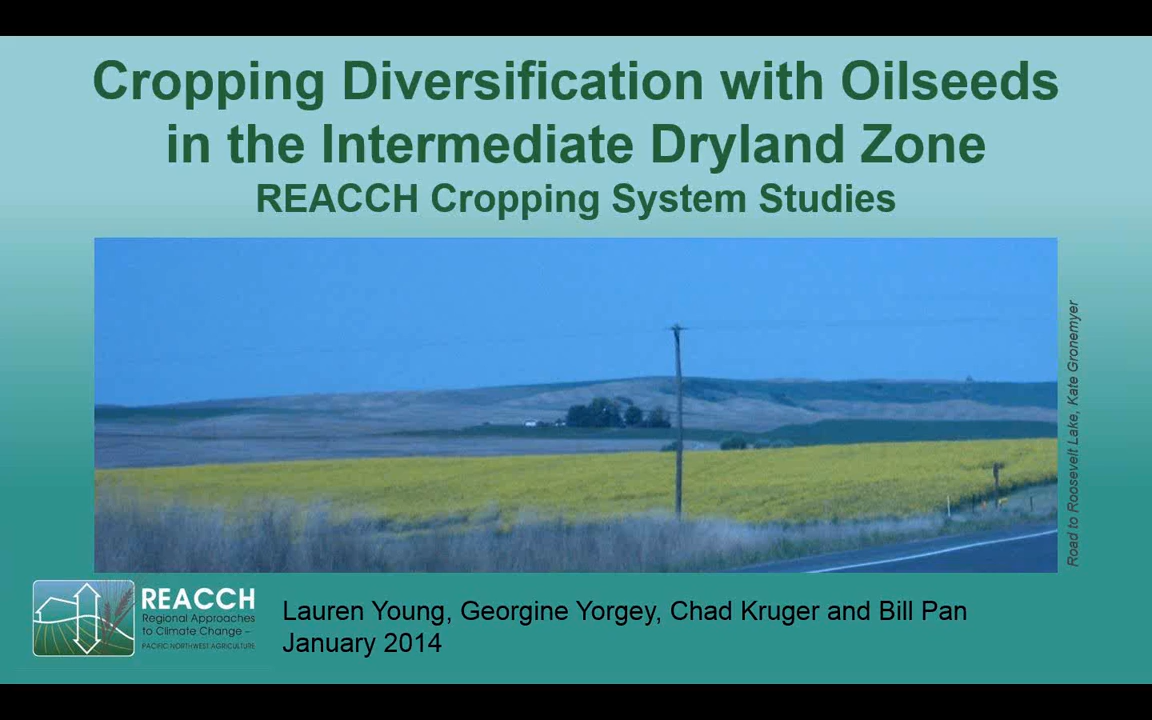 Cropping Diversification with Oilseeds
in the Intermediate Dryland Zone
REACCH Cropping System Studies
Road to Roosevelt Lake, Kate Gronemyer
REACCH
Regional Approaches
to Climate Change –
PACIFIC NORTHWEST AGRICULTURE
Lauren Young, Georgine Yorgey, Chad Kruger and Bill Pan
January 2014